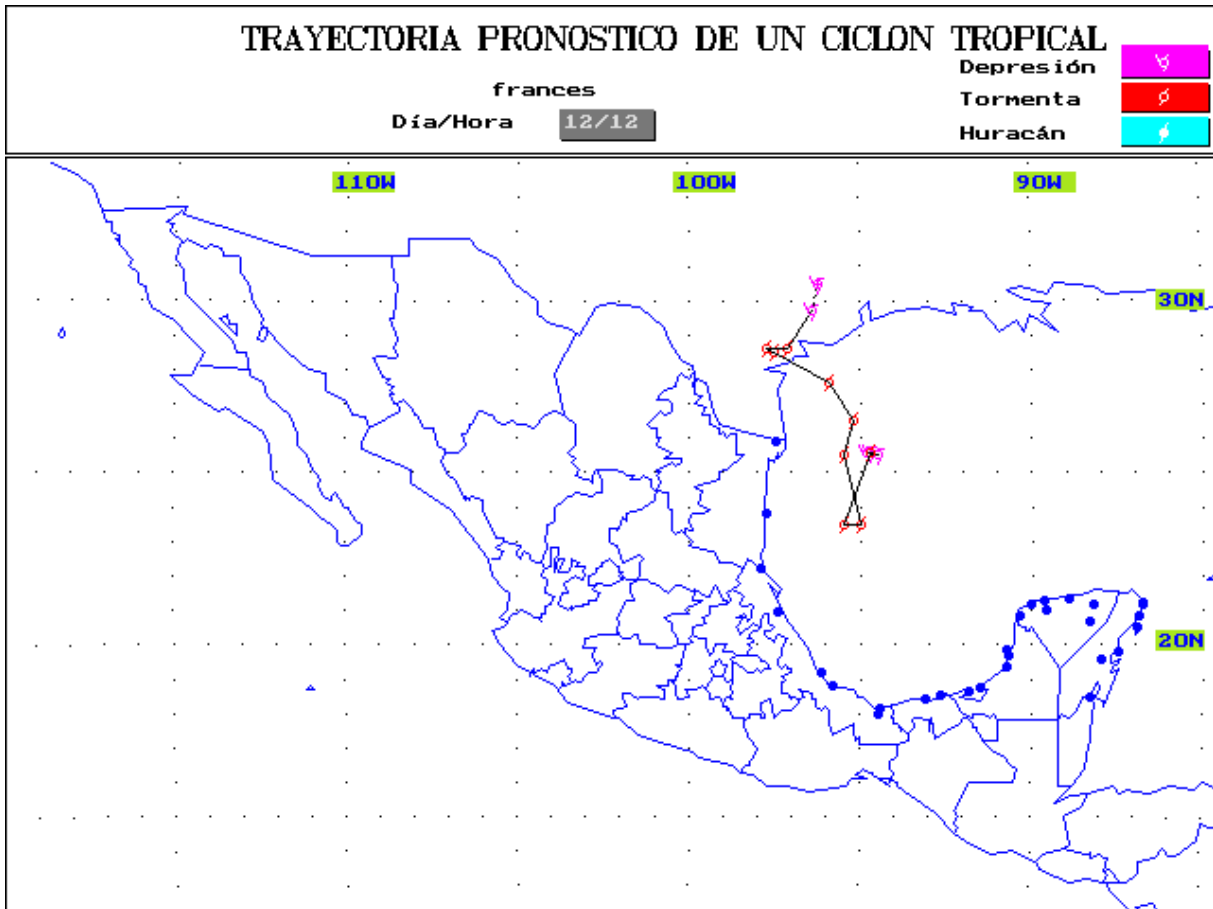 TRAYECTORIA PRONOSTICO DE UN CICLON TROPICAL
frances
Día/Hora 12/12
Depresión
Tormenta
Huracán
110W 100W 90W
30N
20N